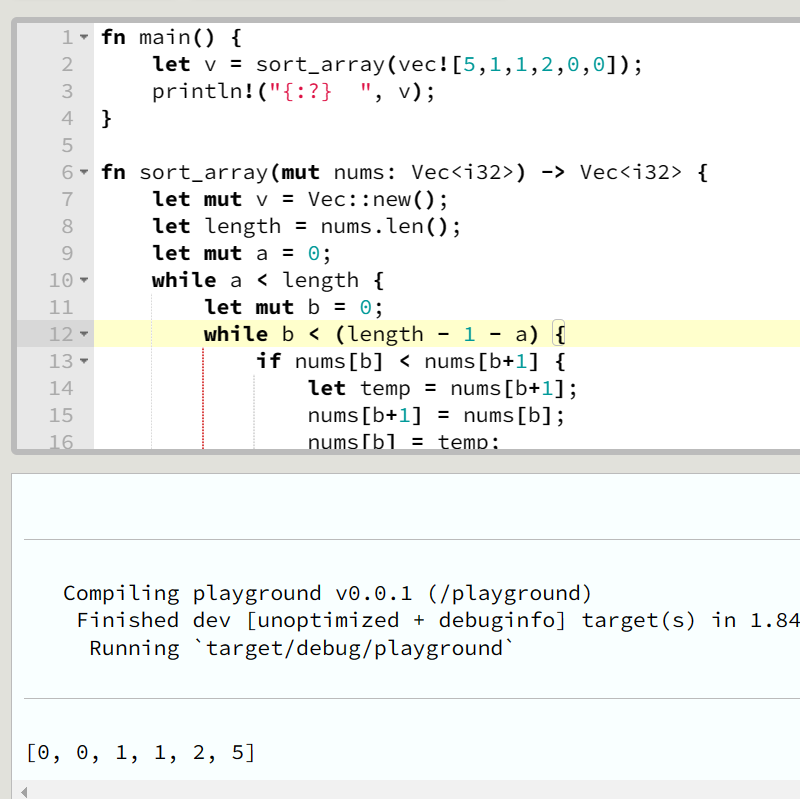 1 fn main() {
2     let v = sort_array(vec![5,1,1,2,0,0]);
3     println!("{:?}  ", v);
4 }
5
6 fn sort_array(mut nums: Vec<i32>) -> Vec<i32> {
7     let mut v = Vec::new();
8     let length = nums.len();
9     let mut a = 0;
10     while a < length {
11         let mut b = 0;
12         while b < (length - 1 - a) {
13             if nums[b] < nums[b+1] {
14                 let temp = nums[b+1];
15                 nums[b+1] = nums[b];
16                 nums[b] = temp;
Compiling playground v0.0.1 (/playground)
Finished dev [unoptimized + debuginfo] target(s) in 1.84
Running `target/debug/playground`
[0, 0, 1, 1, 2, 5]